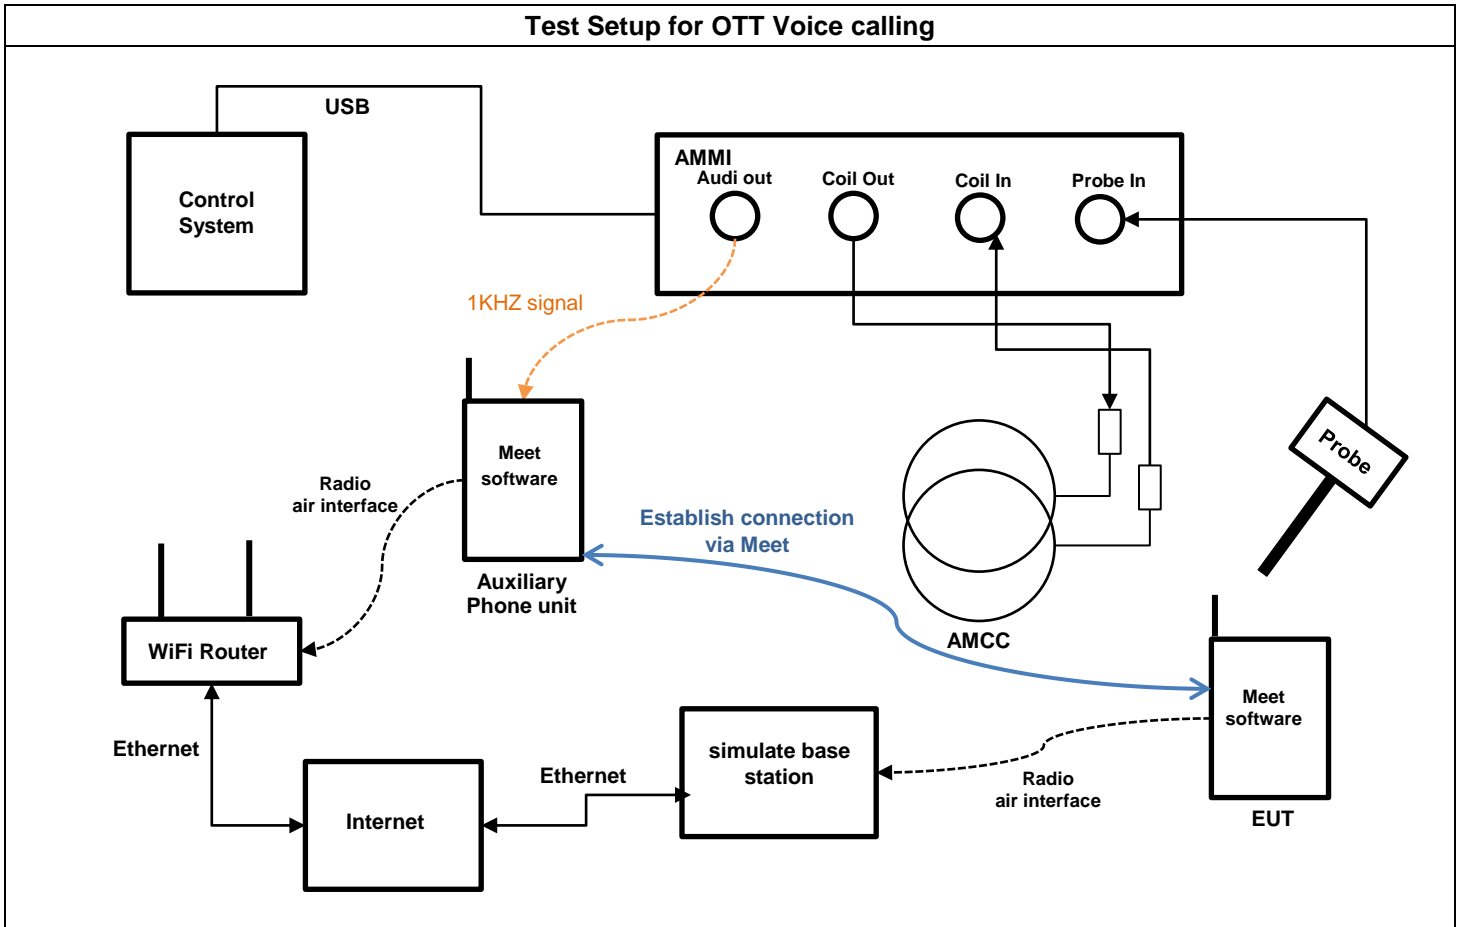 Test Setup for OTT Voice calling
USB
Control
System
AMMI
Audi out
Coil Out
Coil In
Probe In
1KHZ signal
Meet
software
Radio
air interface
Auxiliary
Phone unit
Establish connection
via Meet
AMCC
Probe
WiFi Router
Ethernet
Internet
Ethernet
simulate base
station
Radio
air interface
Meet
software
EUT